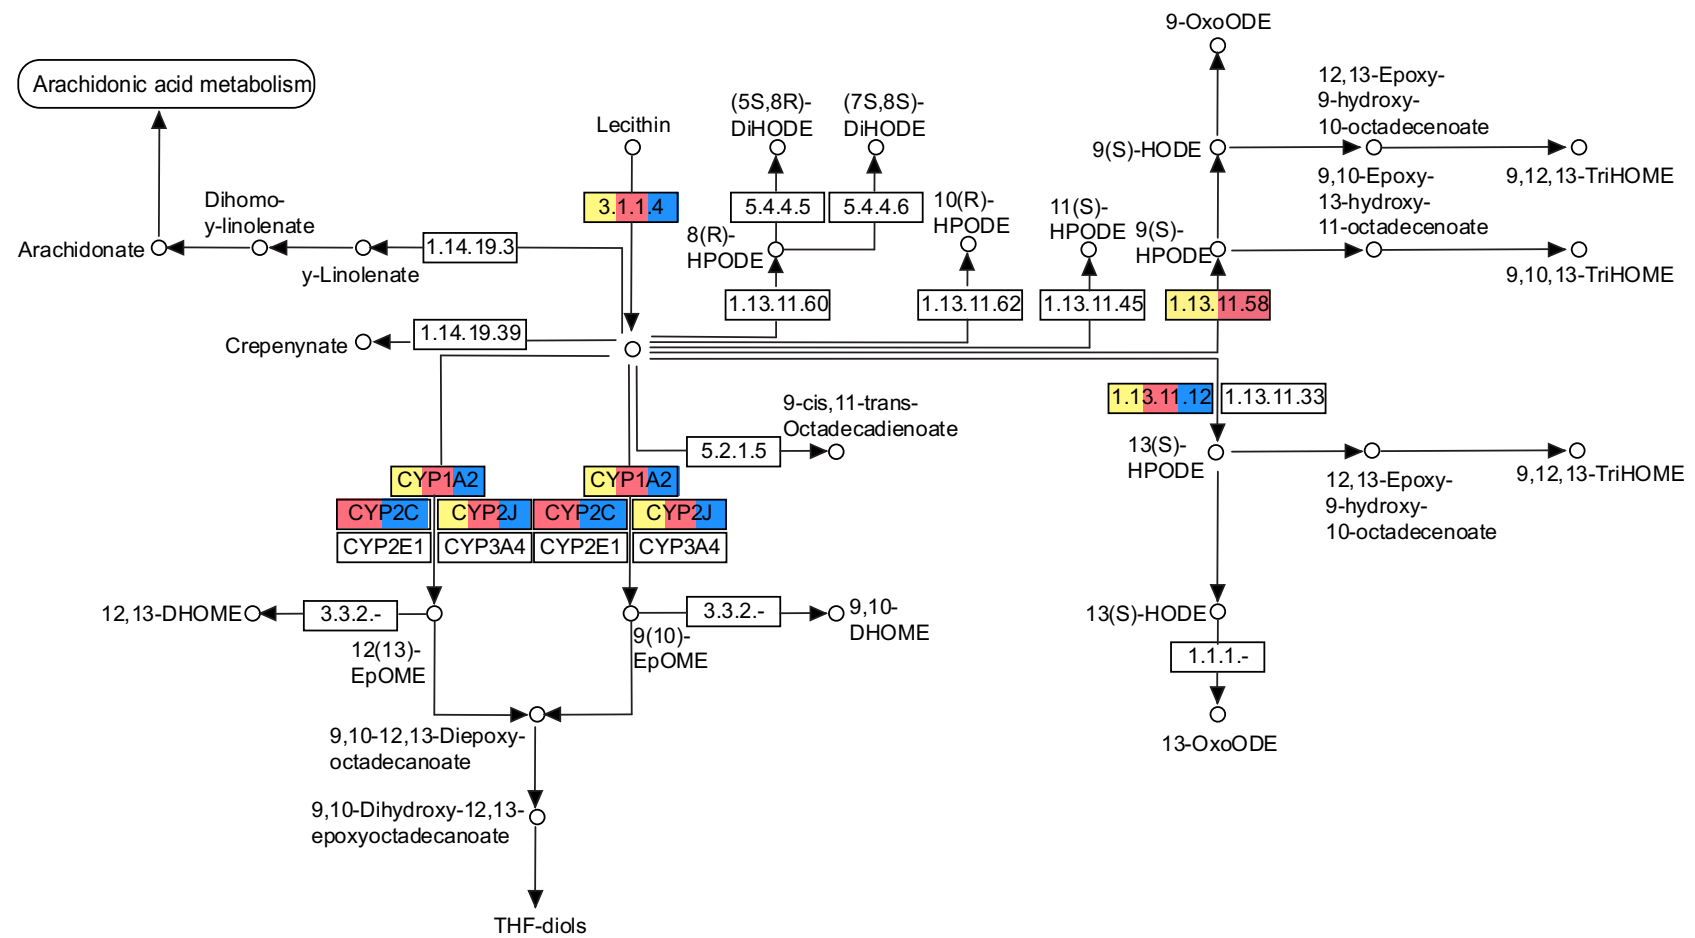 9-OxoODE
Arachidonic acid metabolism
12,13-Epoxy-
9-hydroxy-
10-octadecenoate
(5S,8R)-
DiHODE
(7S,8S)-
DiHODE
Lecithin
9(S)-HODE
9,12,13-TriHOME
Dihomo-
y-linolenate
3.1.1.4
5.4.4.5
5.4.4.6
10(R)-
HPODE
11(S)-
HPODE
9,10-Epoxy-
13-hydroxy-
11-octadecenoate
Arachidonate
1.14.19.3
8(R)-
HPODE
9(S)-
HPODE
y-Linolenate
9,10,13-TriHOME
1.13.11.60
1.13.11.62
1.13.11.45
1.13.11.58
Crepenynate
1.14.19.39
1.13.11.12
1.13.11.33
9-cis,11-trans-
Octadecadienoate
5.2.1.5
13(S)-
HPODE
9,12,13-TriHOME
12,13-Epoxy-
9-hydroxy-
10-octadecenoate
CYP1A2
CYP1A2
CYP2C
CYP2J
CYP2C
CYP2J
CYP2E1
CYP3A4
CYP2E1
CYP3A4
12,13-DHOME
3.3.2.-
3.3.2.-
9,10-
DHOME
13(S)-HODE
12(13)-
EpOME
9(10)-
EpOME
1.1.1.-
9,10-12,13-Diepoxy-
octadecanoate
13-OxoODE
9,10-Dihydroxy-12,13-
epoxyoctadecanoate
THF-diols